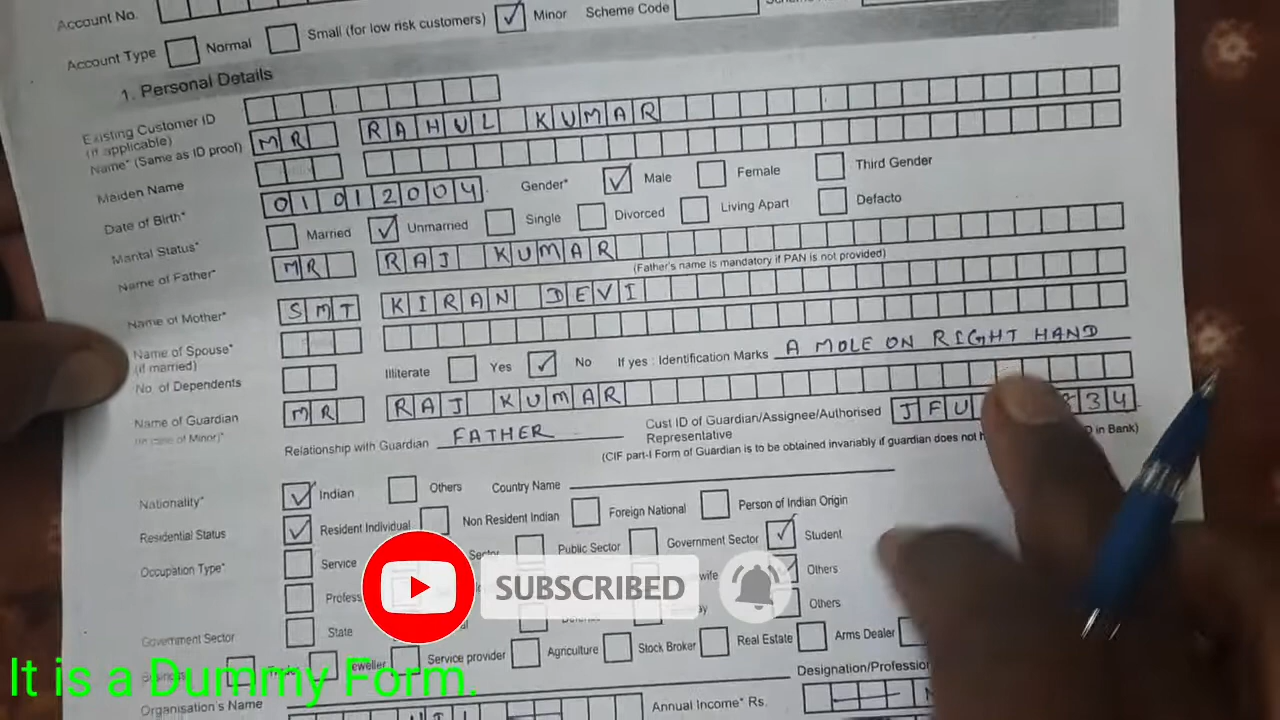 Account No.
Account Type Normal Small (for low risk customers) Minor Scheme Code
1. Personal Details
Existing Customer ID
(if applicable)
Name* (Same as ID proof) MR RAHUL KUMAR
Maiden Name
Date of Birth* 01012004 Gender* Male Female Third Gender
Marital Status* Married Unmarried Single Divorced Living Apart Defacto
Name of Father* MR RAJ KUMAR
(Father's name is mandatory if PAN is not provided)
Name of Mother* SMT KIRAN DEVI
Name of Spouse*
(if married)
No. of Dependents Illiterate Yes No If yes : Identification Marks A MOLE ON RIGHT HAND
Name of Guardian MR RAJ KUMAR
(in case of Minor)*
Relationship with Guardian FATHER Cust ID of Guardian/Assignee/Authorised Representative JFU 834
(CIF part-I Form of Guardian is to be obtained invariably if guardian does not in Bank)
Nationality* Indian Others Country Name
Residential Status Resident Individual Non Resident Indian Foreign National Person of Indian Origin
Occupation Type* Service Sector Public Sector Government Sector Student
Profess wife Others
Government Sector State Others
Jeweller Service provider Agriculture Stock Broker Real Estate Arms Dealer
Organisation's Name Annual Income* Rs. Designation/Profession
SUBSCRIBED
It is a Dummy Form.